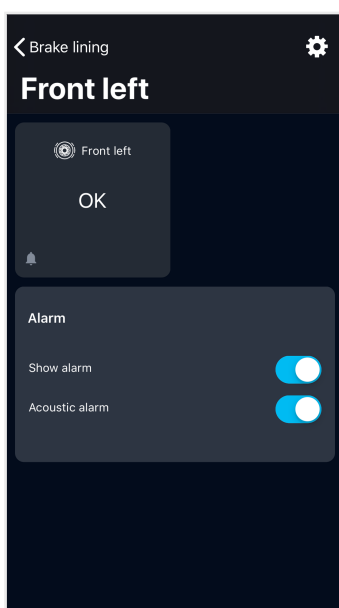 Brake lining
Front left
Front left
OK
Alarm
Show alarm
Acoustic alarm